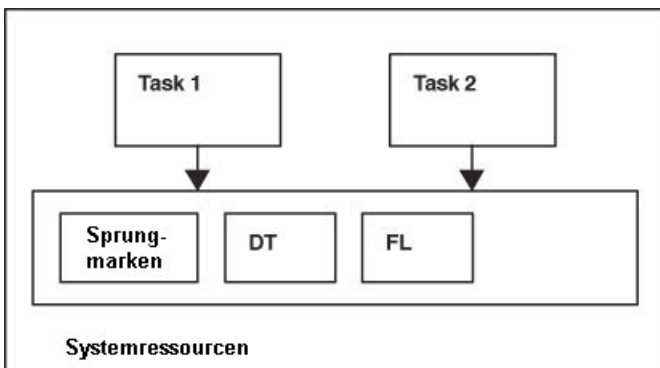 Task 1
Task 2
Sprung-
marken
DT
FL
Systemressourcen